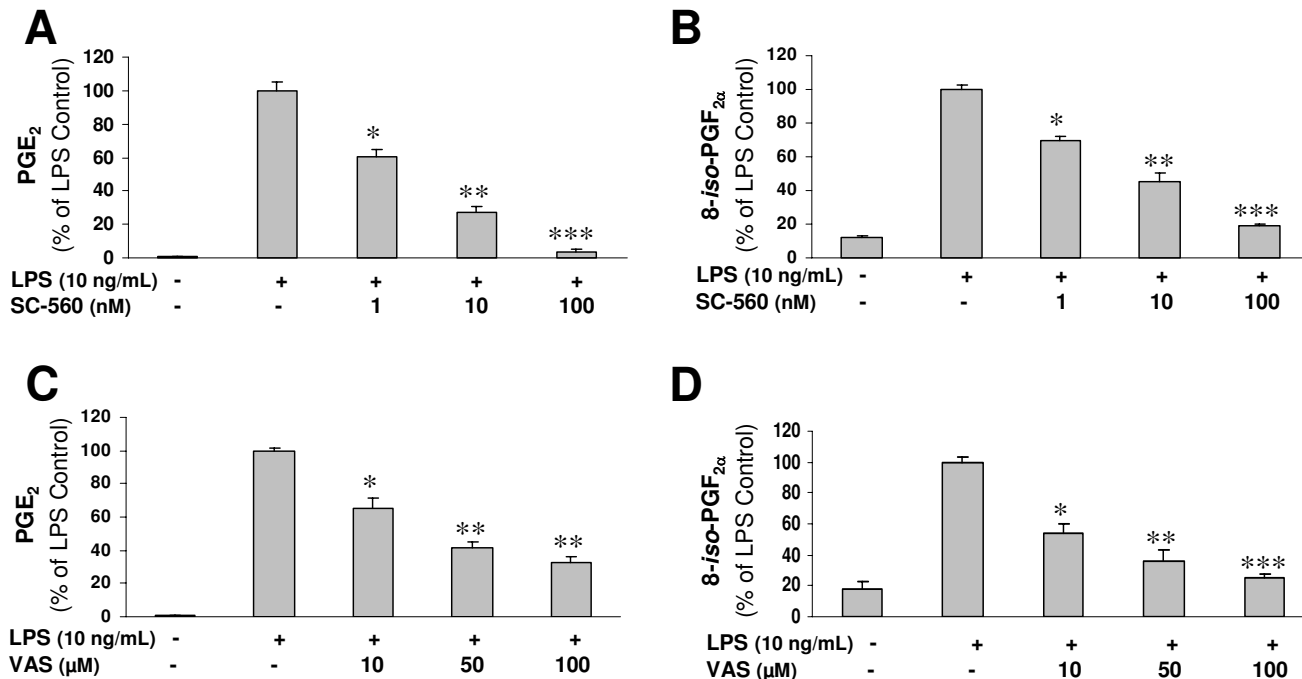 A
PGE2
(% of LPS Control)
120
100
80
60
40
20
0
*
**
***
LPS (10 ng/mL) - + + + +
SC-560 (nM) - - 1 10 100
B
8-iso-PGF2α
(% of LPS Control)
120
100
80
60
40
20
0
*
**
***
LPS (10 ng/mL) - + + + +
SC-560 (nM) - - 1 10 100
C
PGE2
(% of LPS Control)
120
100
80
60
40
20
0
*
**
**
LPS (10 ng/mL) - + + + +
VAS (µM) - - 10 50 100
D
8-iso-PGF2α
(% of LPS Control)
120
100
80
60
40
20
0
*
**
***
LPS (10 ng/mL) - + + + +
VAS (µM) - - 10 50 100